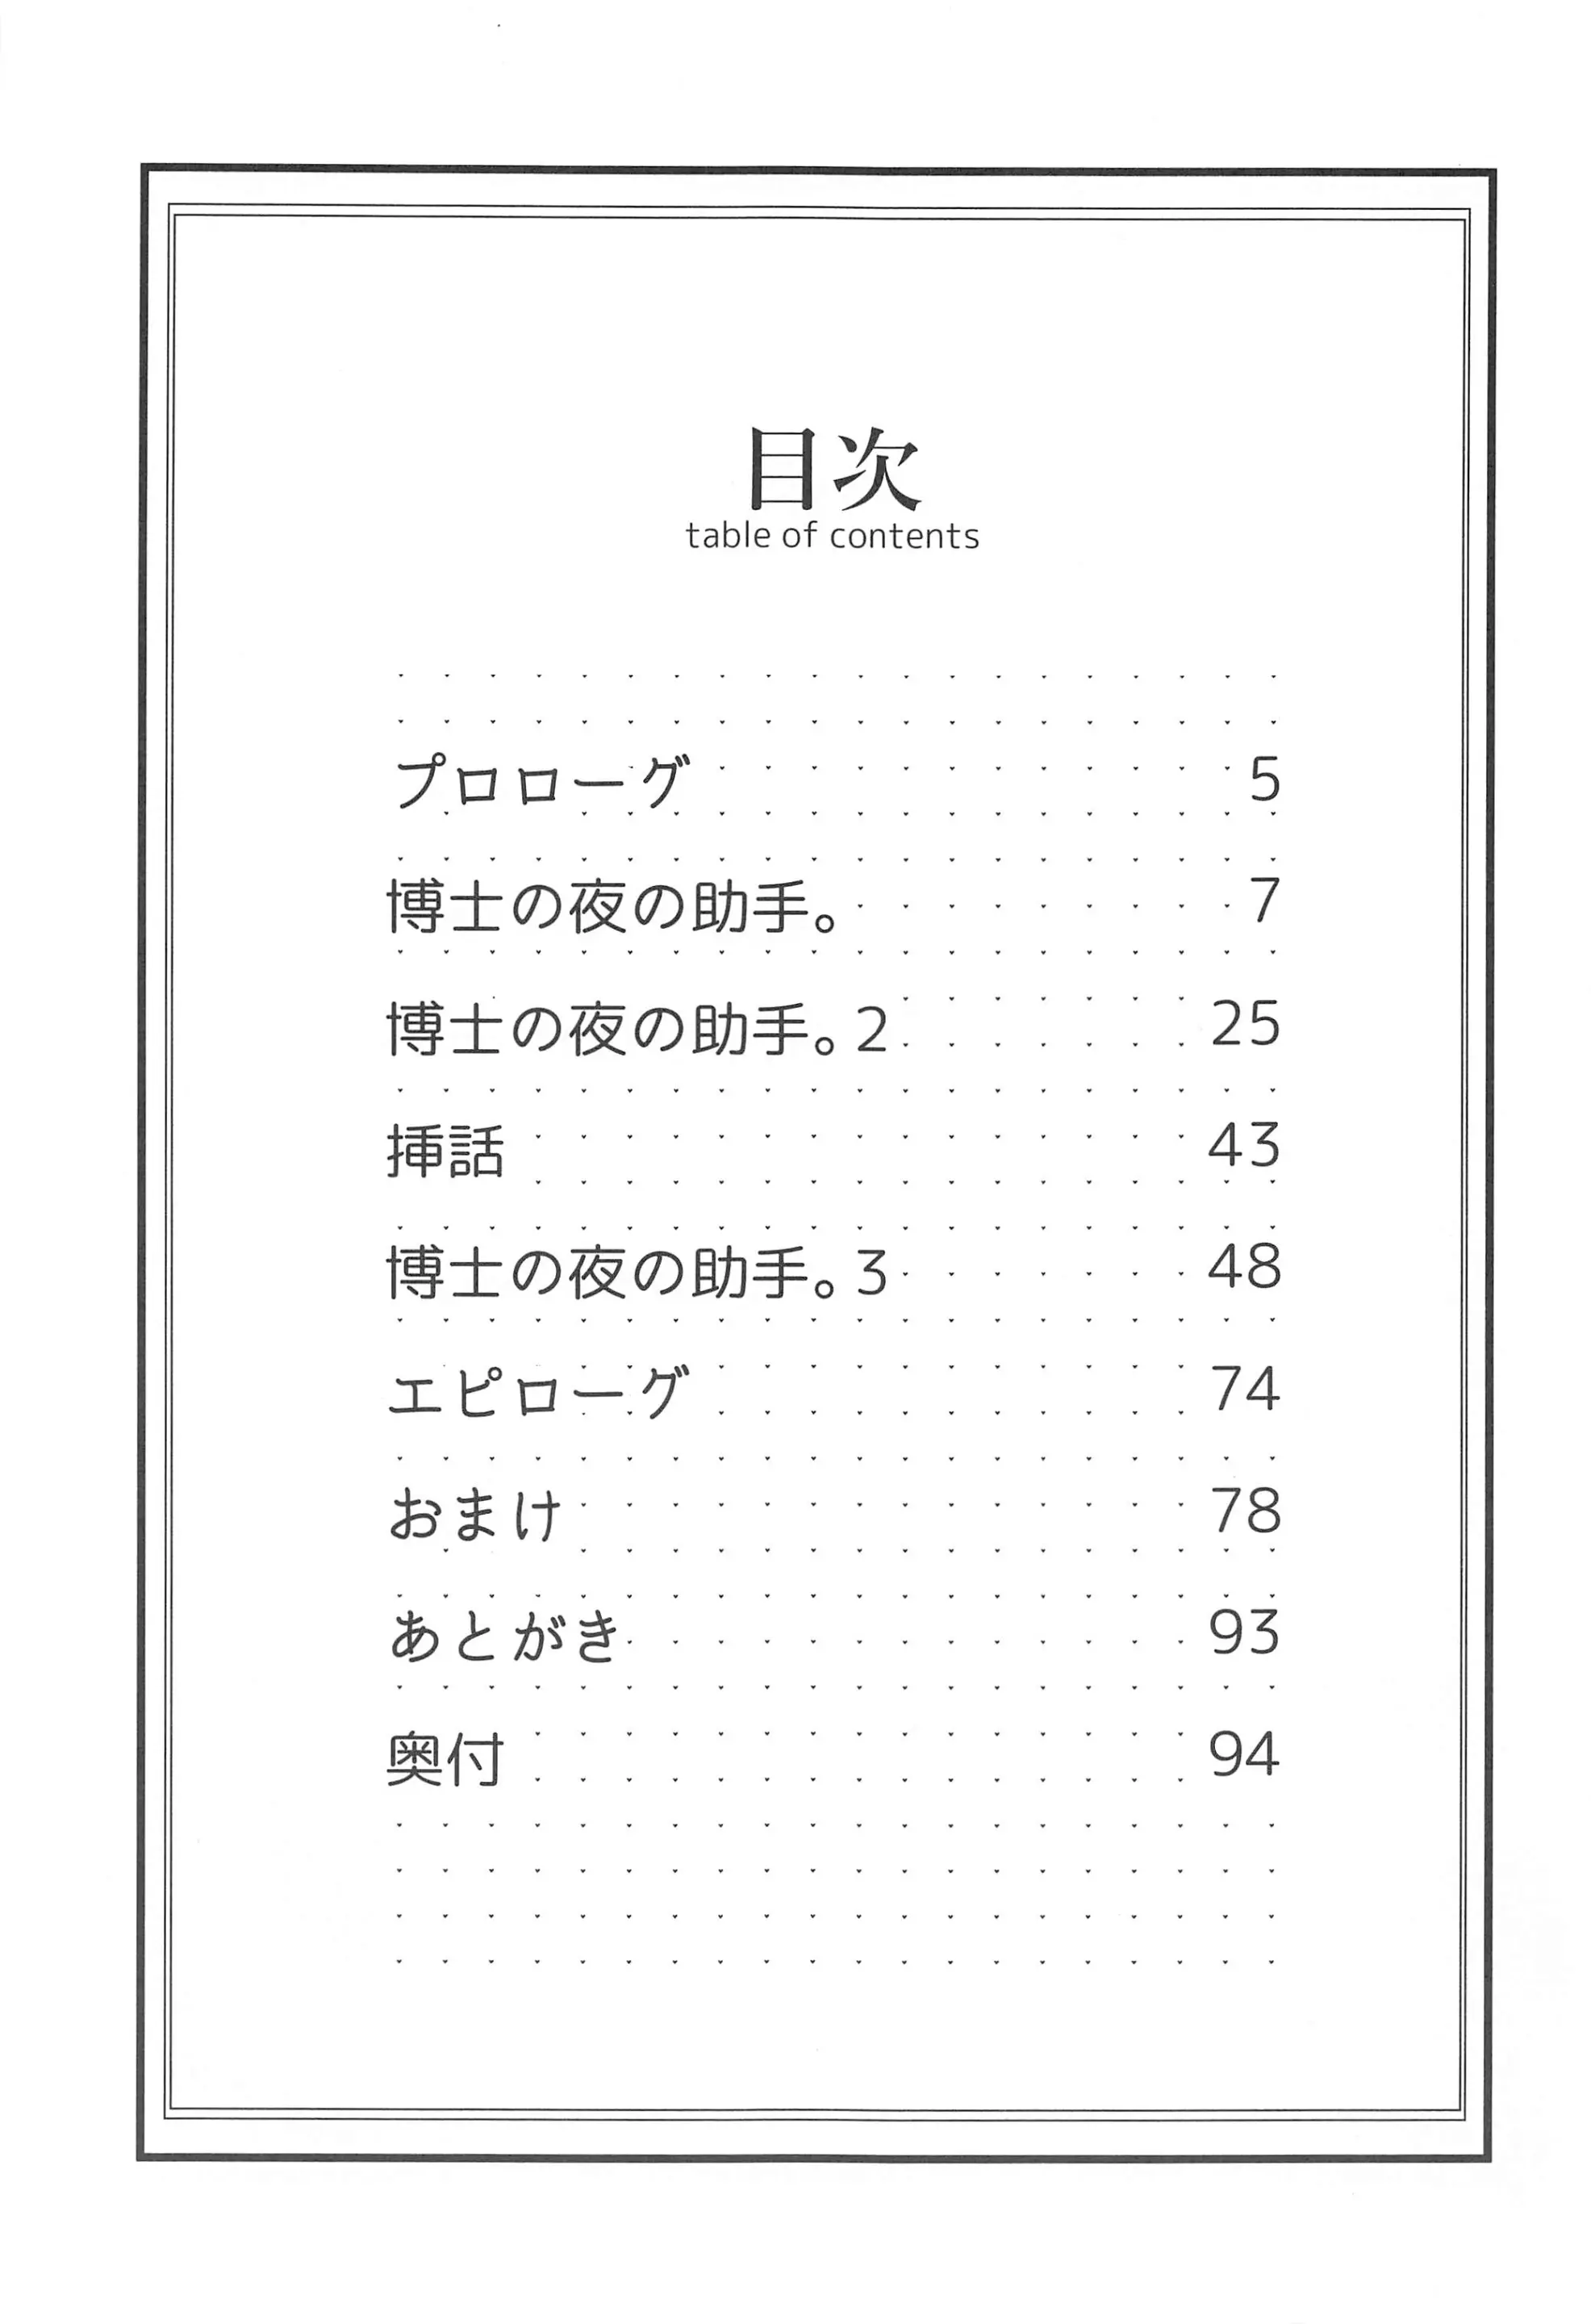 目次
table of contents
プロローグ 5
博士の夜の助手。 7
博士の夜の助手。2 25
挿話 43
博士の夜の助手。3 48
エピローグ 74
おまけ 78
あとがき 93
奥付 94